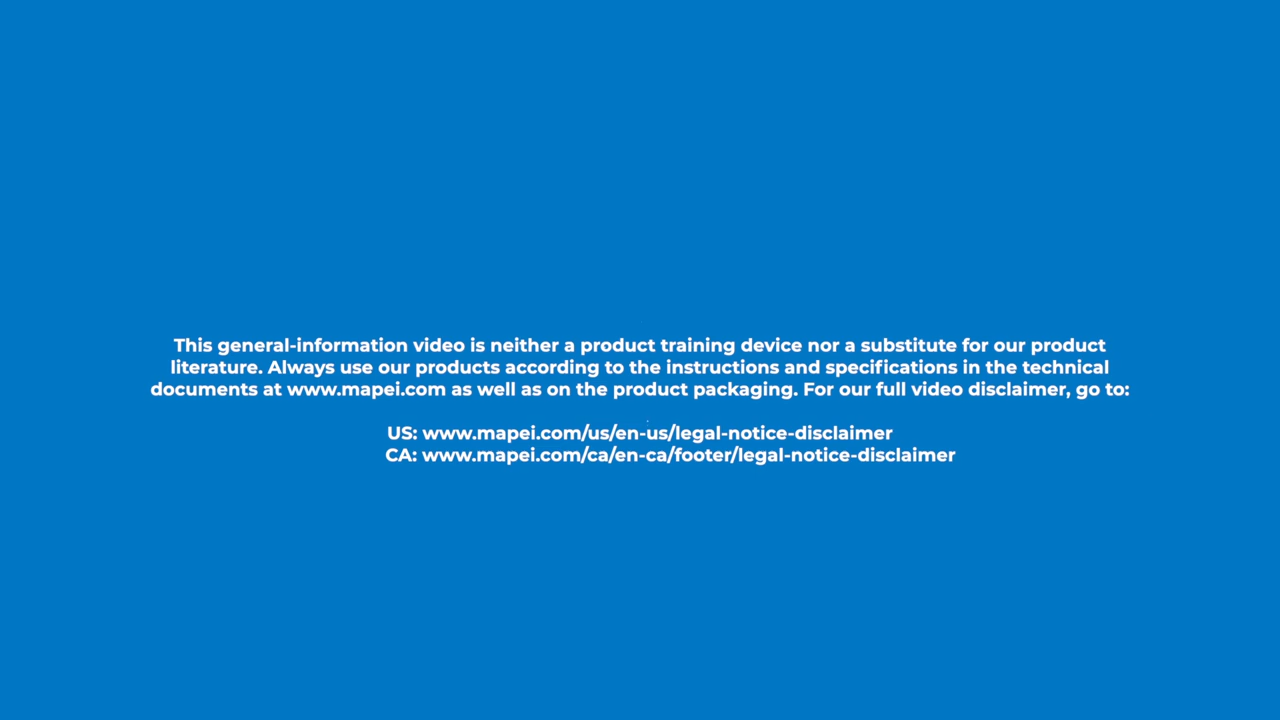 This general-information video is neither a product training device nor a substitute for our product
literature. Always use our products according to the instructions and specifications in the technical
documents at www.mapei.com as well as on the product packaging. For our full video disclaimer, go to:
US: www.mapei.com/us/en-us/legal-notice-disclaimer
CA: www.mapei.com/ca/en-ca/footer/legal-notice-disclaimer